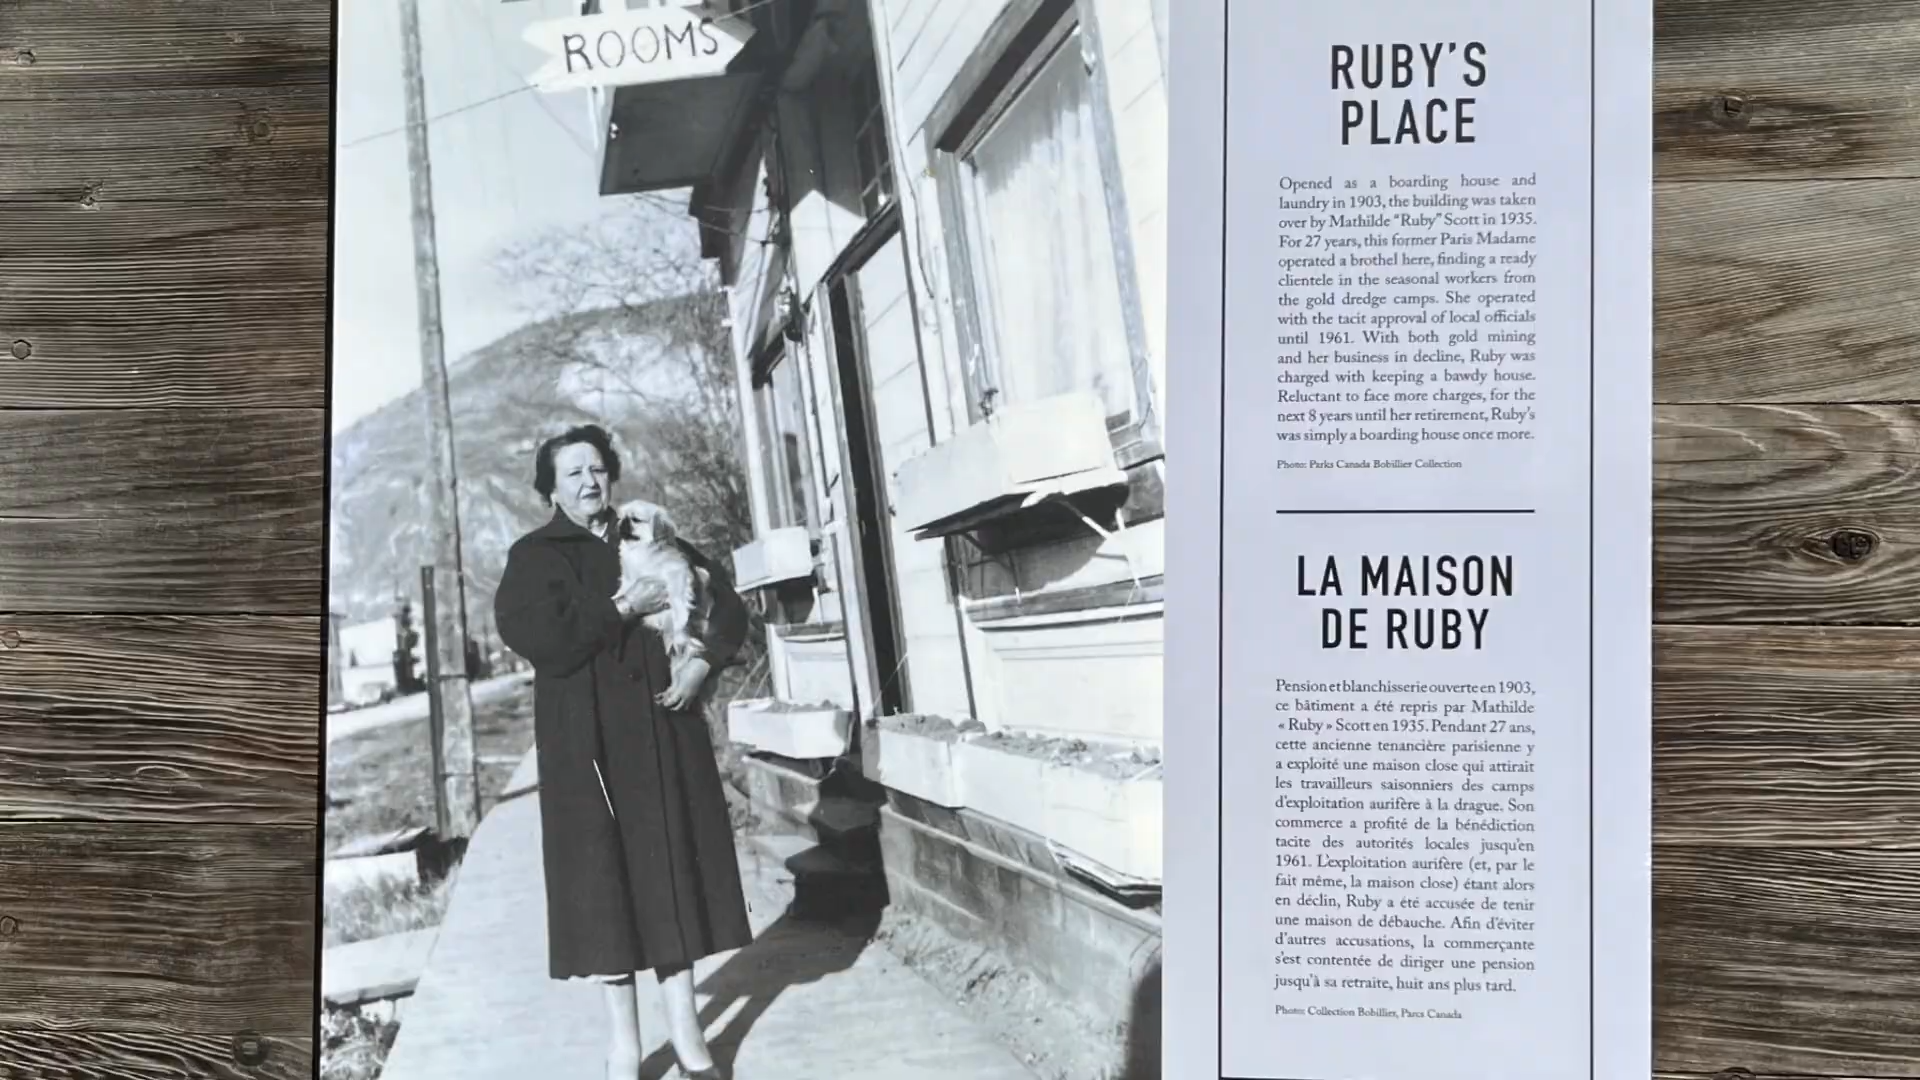 ROOMS
RUBY'S
PLACE
Opened as a boarding house and
laundry in 1903, the building was taken
over by Mathilde “Ruby” Scott in 1935.
For 27 years, this former Paris Madame
operated a brothel here, finding a ready
clientele in the seasonal workers from
the gold dredge camps. She operated
with the tacit approval of local officials
until 1961. With both gold mining
and her business in decline, Ruby was
charged with keeping a bawdy house.
Reluctant to face more charges, for the
next 8 years until her retirement, Ruby's
was simply a boarding house once more.
Photo: Parks Canada Bobillier Collection
LA MAISON
DE RUBY
Pension et blanchisserie ouverte en 1903,
ce bâtiment a été repris par Mathilde
« Ruby » Scott en 1935. Pendant 27 ans,
cette ancienne tenancière parisienne y
a exploité une maison close qui attirait
les travailleurs saisonniers des camps
d'exploitation aurifère à la drague. Son
commerce a profité de la bénédiction
tacite des autorités locales jusqu'en
1961. L'exploitation aurifère (et, par le
fait même, la maison close) étant alors
en déclin, Ruby a été accusée de tenir
une maison de débauche. Afin d'éviter
d'autres accusations, la commerçante
s'est contentée de diriger une pension
jusqu'à sa retraite, huit ans plus tard.
Photo: Collection Bobillier, Parcs Canada